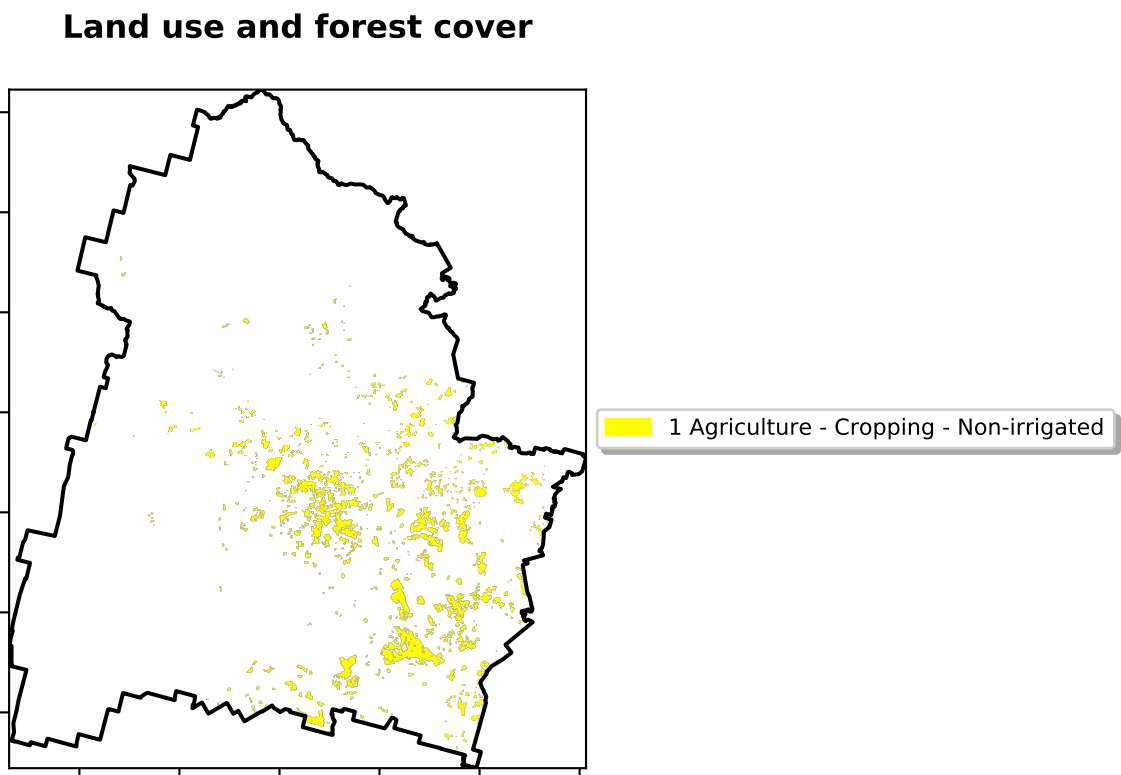 Land use and forest cover
1 Agriculture - Cropping - Non-irrigated